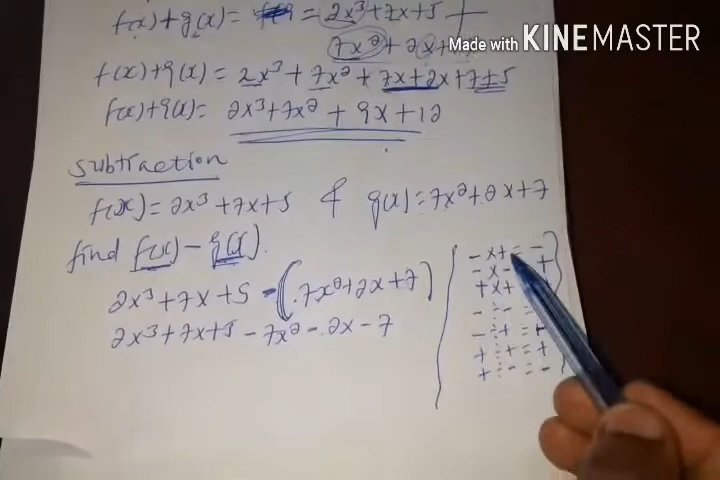 f(x)+g(x) = = 2x³+7x+5 +
7x²+2x+
Made with KINEMASTER
f(x)+g(x) = 2x³ + 7x² + 7x+2x+7+5
f(x)+g(x) = 2x³+7x² + 9x+12
subtraction
f(x) = 2x³+7x+5 & g(x) = 7x²+2x+7
find f(x) - g(x).
2x³+7x+5 - (7x²+2x+7)
2x³+7x+5 - 7x² - 2x - 7
- x + = -
- x - +
+ x +
- ÷ - =
- ÷ + = -
+ ÷ + = +
+ ÷ - = -